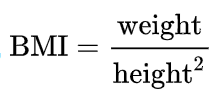 BMI = weight / height²